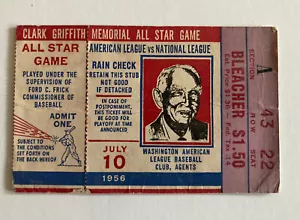 CLARK GRIFFITH MEMORIAL ALL STAR GAME
ALL STAR
GAME
PLAYED UNDER THE
SUPERVISION OF
FORD C. FRICK
COMMISSIONER OF
BASEBALL
ADMIT ONE
SUBJECT TO THE
CONDITIONS SET
FORTH ON THE
BACK HEREOF
AMERICAN LEAGUE VS NATIONAL LEAGUE
RAIN CHECK
RETAIN THIS STUB
NOT GOOD
IF DETACHED
IN CASE OF
POSTPONEMENT,
THIS TICKET WILL
BE GOOD FOR
PLAYOFF AT TIME
ANNOUNCED
JULY
10
1956
WASHINGTON AMERICAN
LEAGUE BASEBALL
CLUB, AGENTS
BLEACHER
$1.50
A 43 22
SECTION ROW SEAT